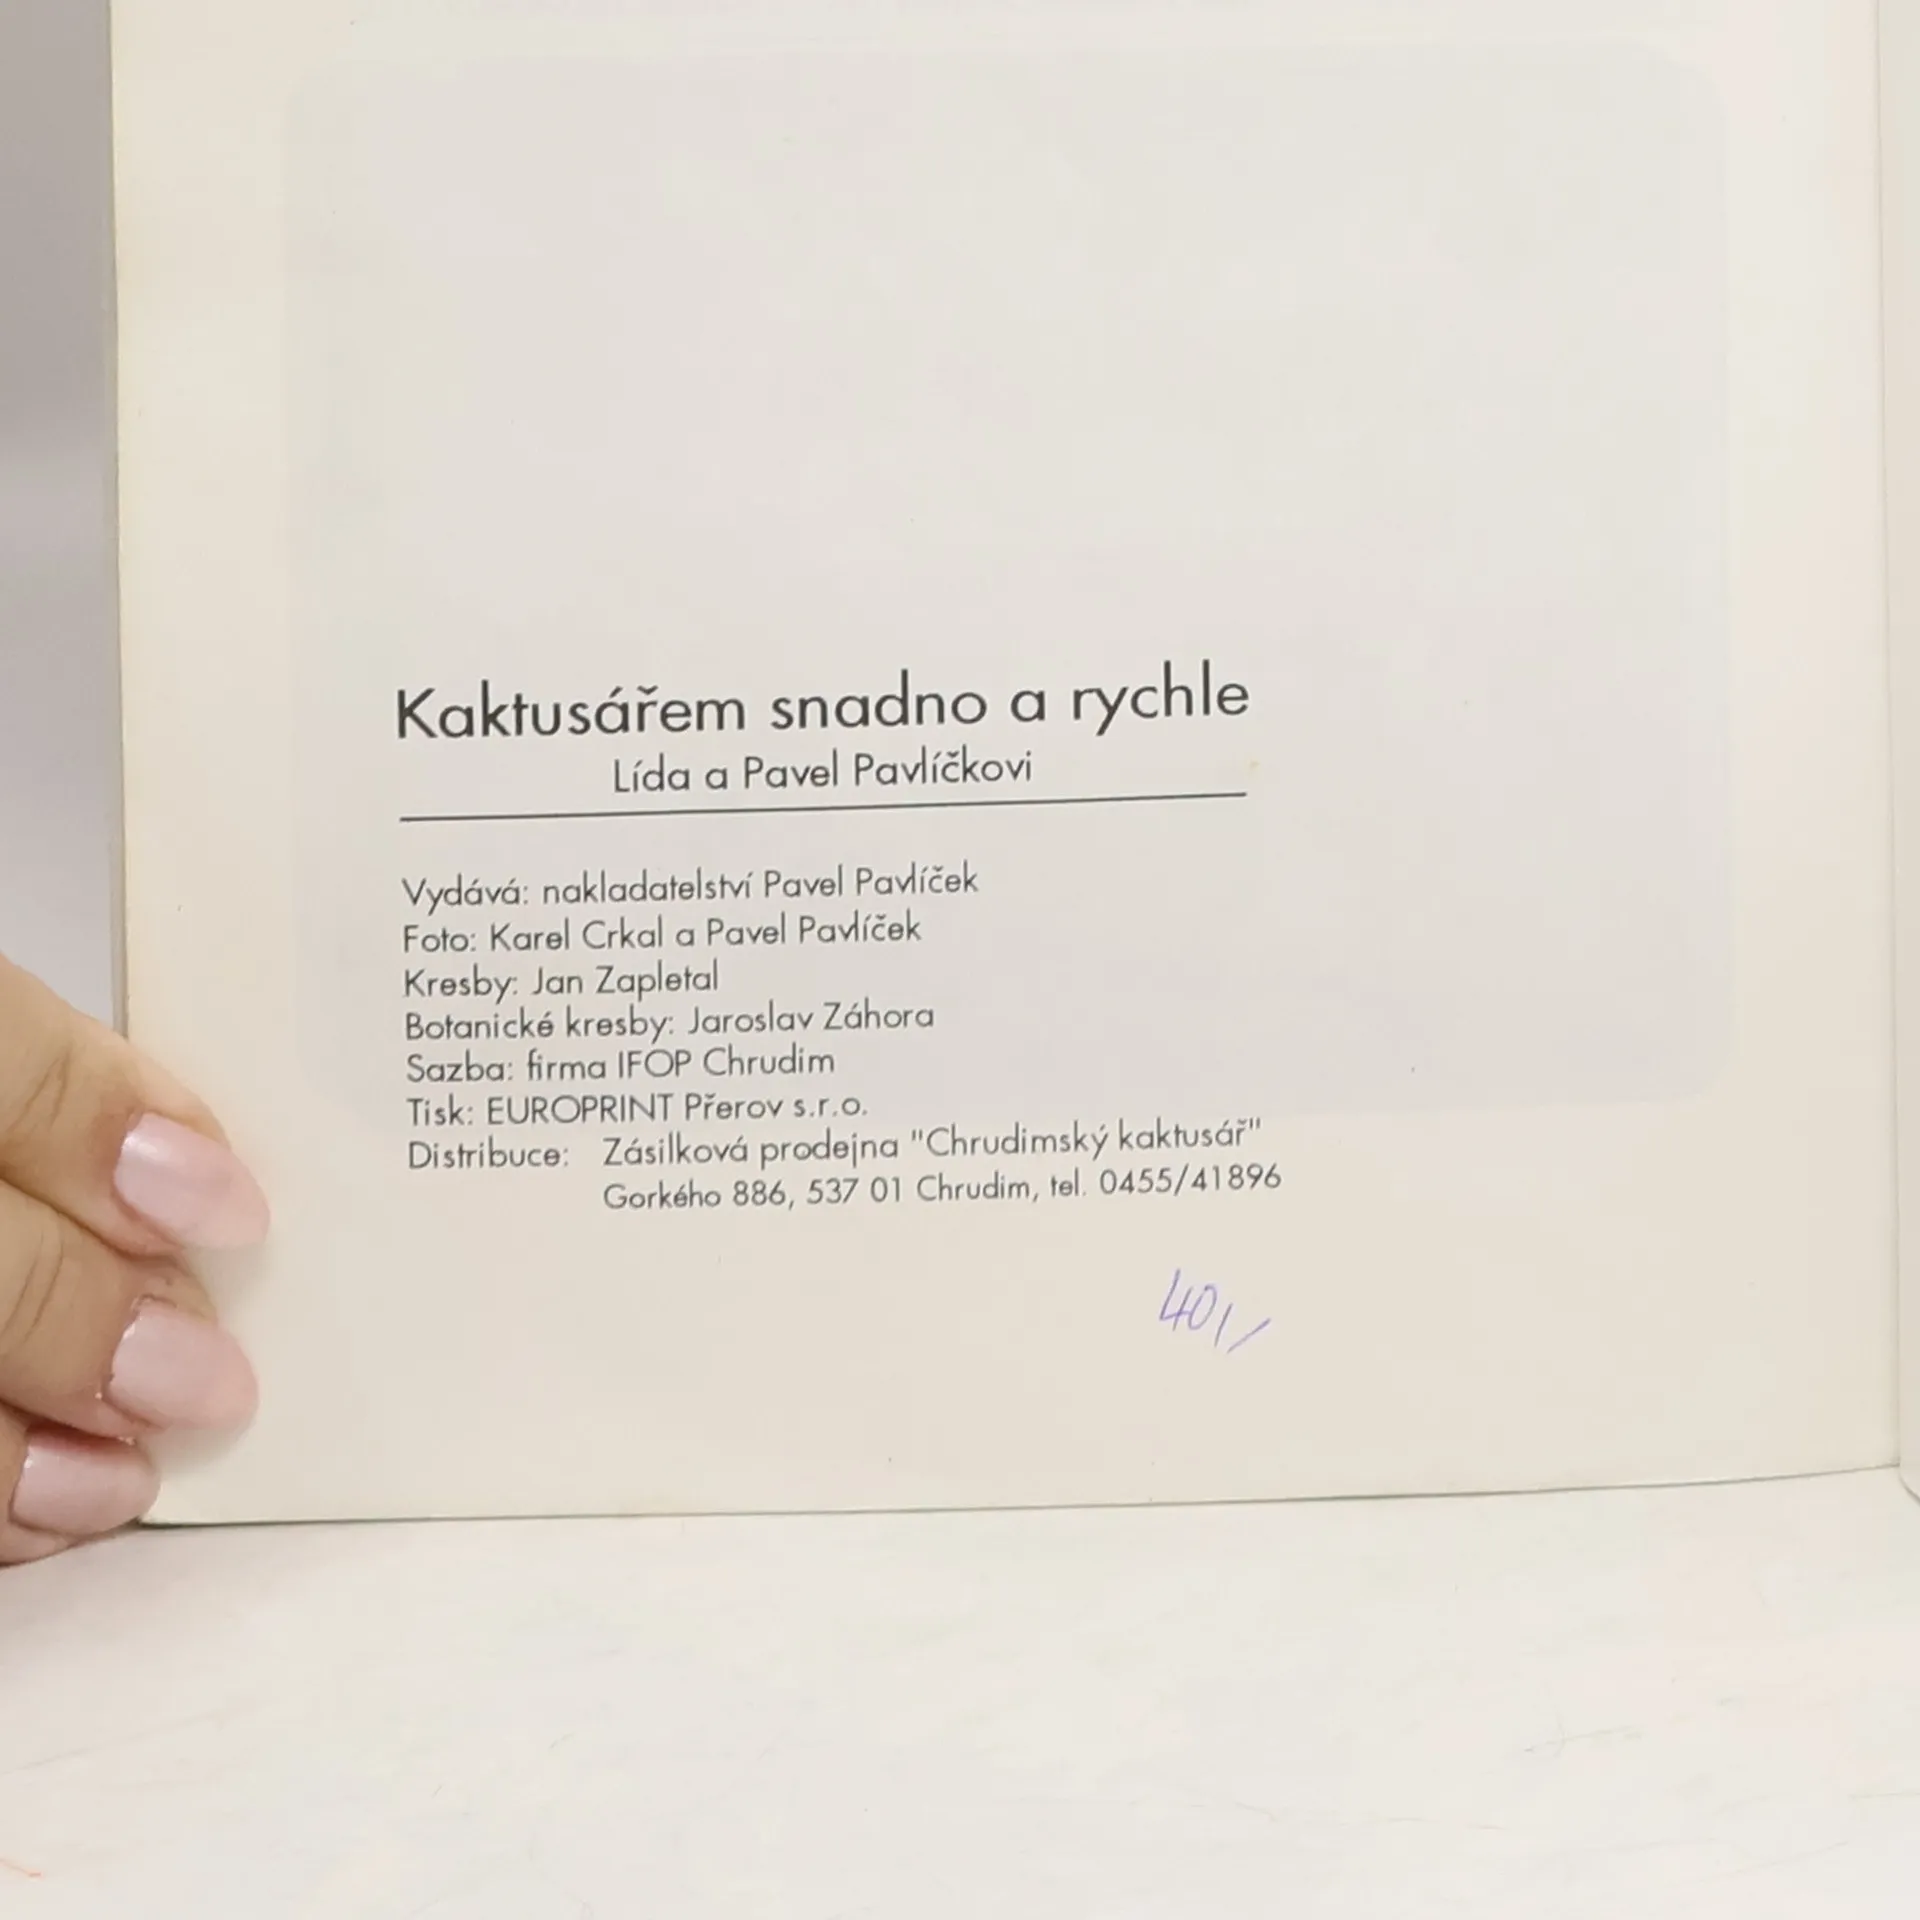 Kaktusářem snadno a rychle
Lída a Pavel Pavlíčkovi
Vydává: nakladatelství Pavel Pavlíček
Foto: Karel Crkal a Pavel Pavlíček
Kresby: Jan Zapletal
Botanické kresby: Jaroslav Záhora
Sazba: firma IFOP Chrudim
Tisk: EUROPRINT Přerov s.r.o.
Distribuce: Zásilková prodejna "Chrudimský kaktusář"
Gorkého 886, 537 01 Chrudim, tel. 0455/41896
40,/